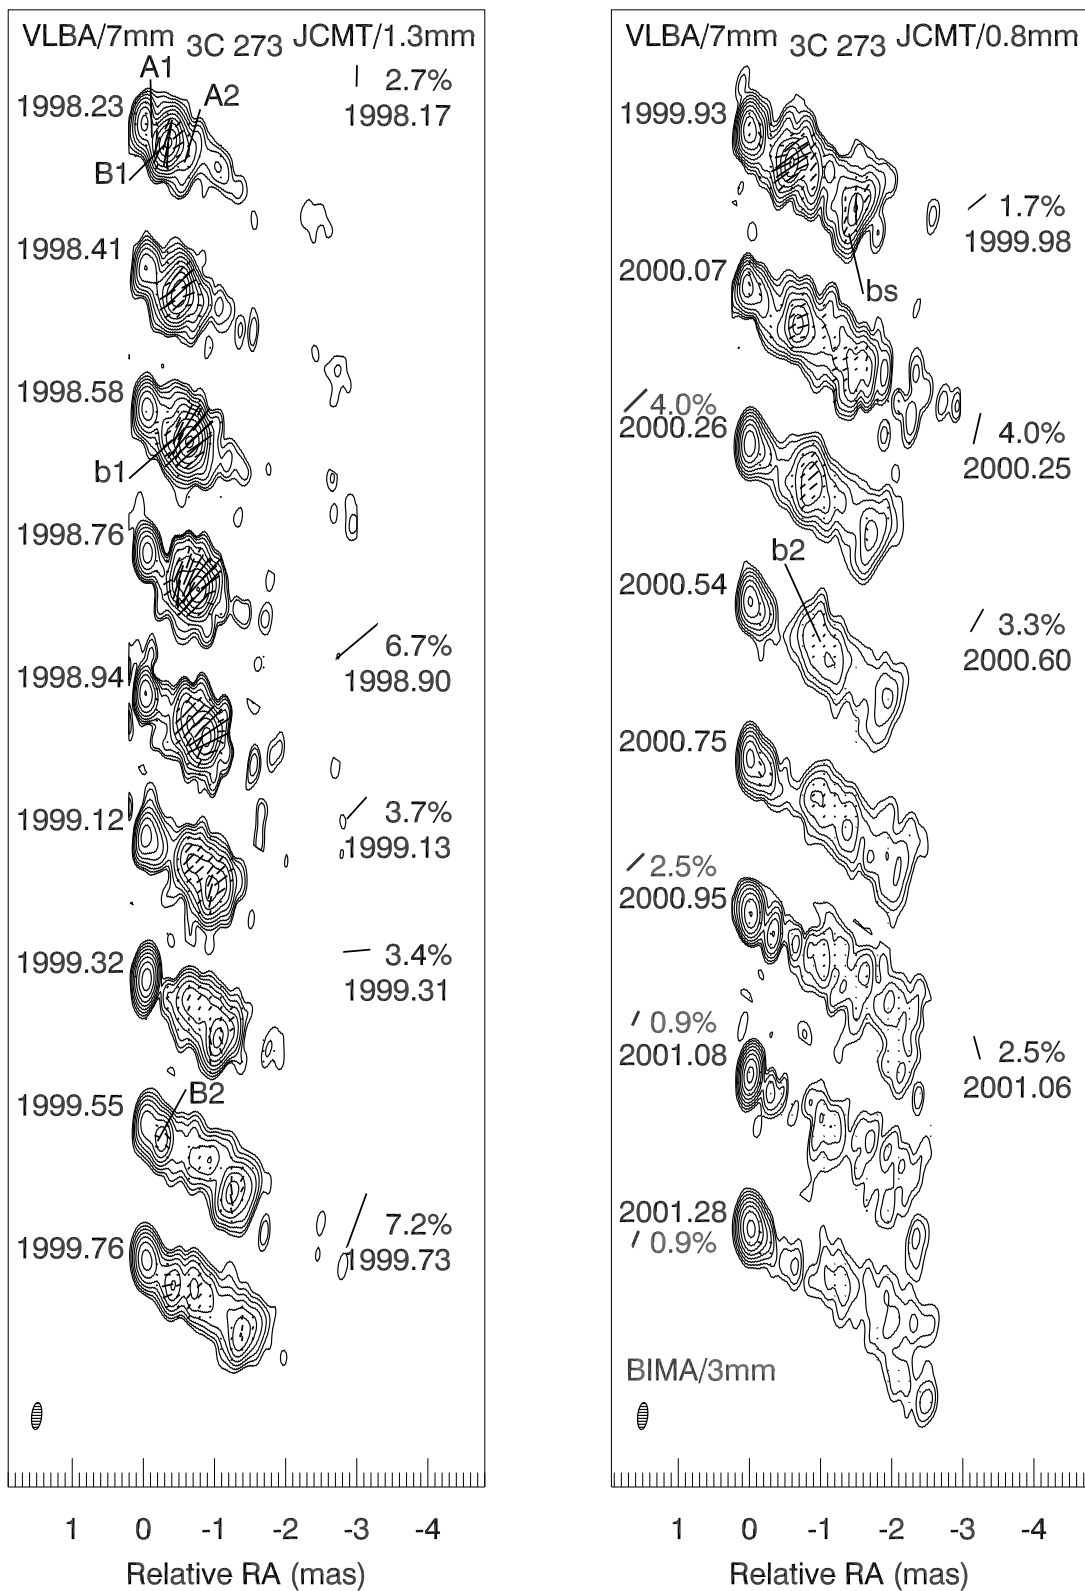 VLBA/7mm 3C 273 JCMT/1.3mm
A1
2.7%
1998.23
A2
1998.17
B1
1998.41
1998.58
b1
1998.76
6.7%
1998.94
1998.90
3.7%
1999.12
1999.13
3.4%
1999.32
1999.31
B2
1999.55
7.2%
1999.76
1999.73
1 0 -1 -2 -3 -4
Relative RA (mas)
VLBA/7mm 3C 273 JCMT/0.8mm
1999.93
1.7%
1999.98
2000.07
bs
4.0%
2000.26
4.0%
2000.25
b2
2000.54
3.3%
2000.60
2000.75
2.5%
2000.95
0.9%
2001.08
2.5%
2001.06
2001.28
0.9%
BIMA/3mm
1 0 -1 -2 -3 -4
Relative RA (mas)